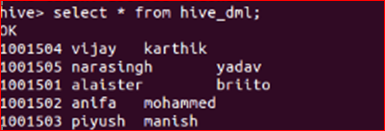 hive> select * from hive_dml;
OK
1001504 vijay karthik
1001505 narasingh yadav
1001501 alaister briito
1001502 anifa mohammed
1001503 piyush manish